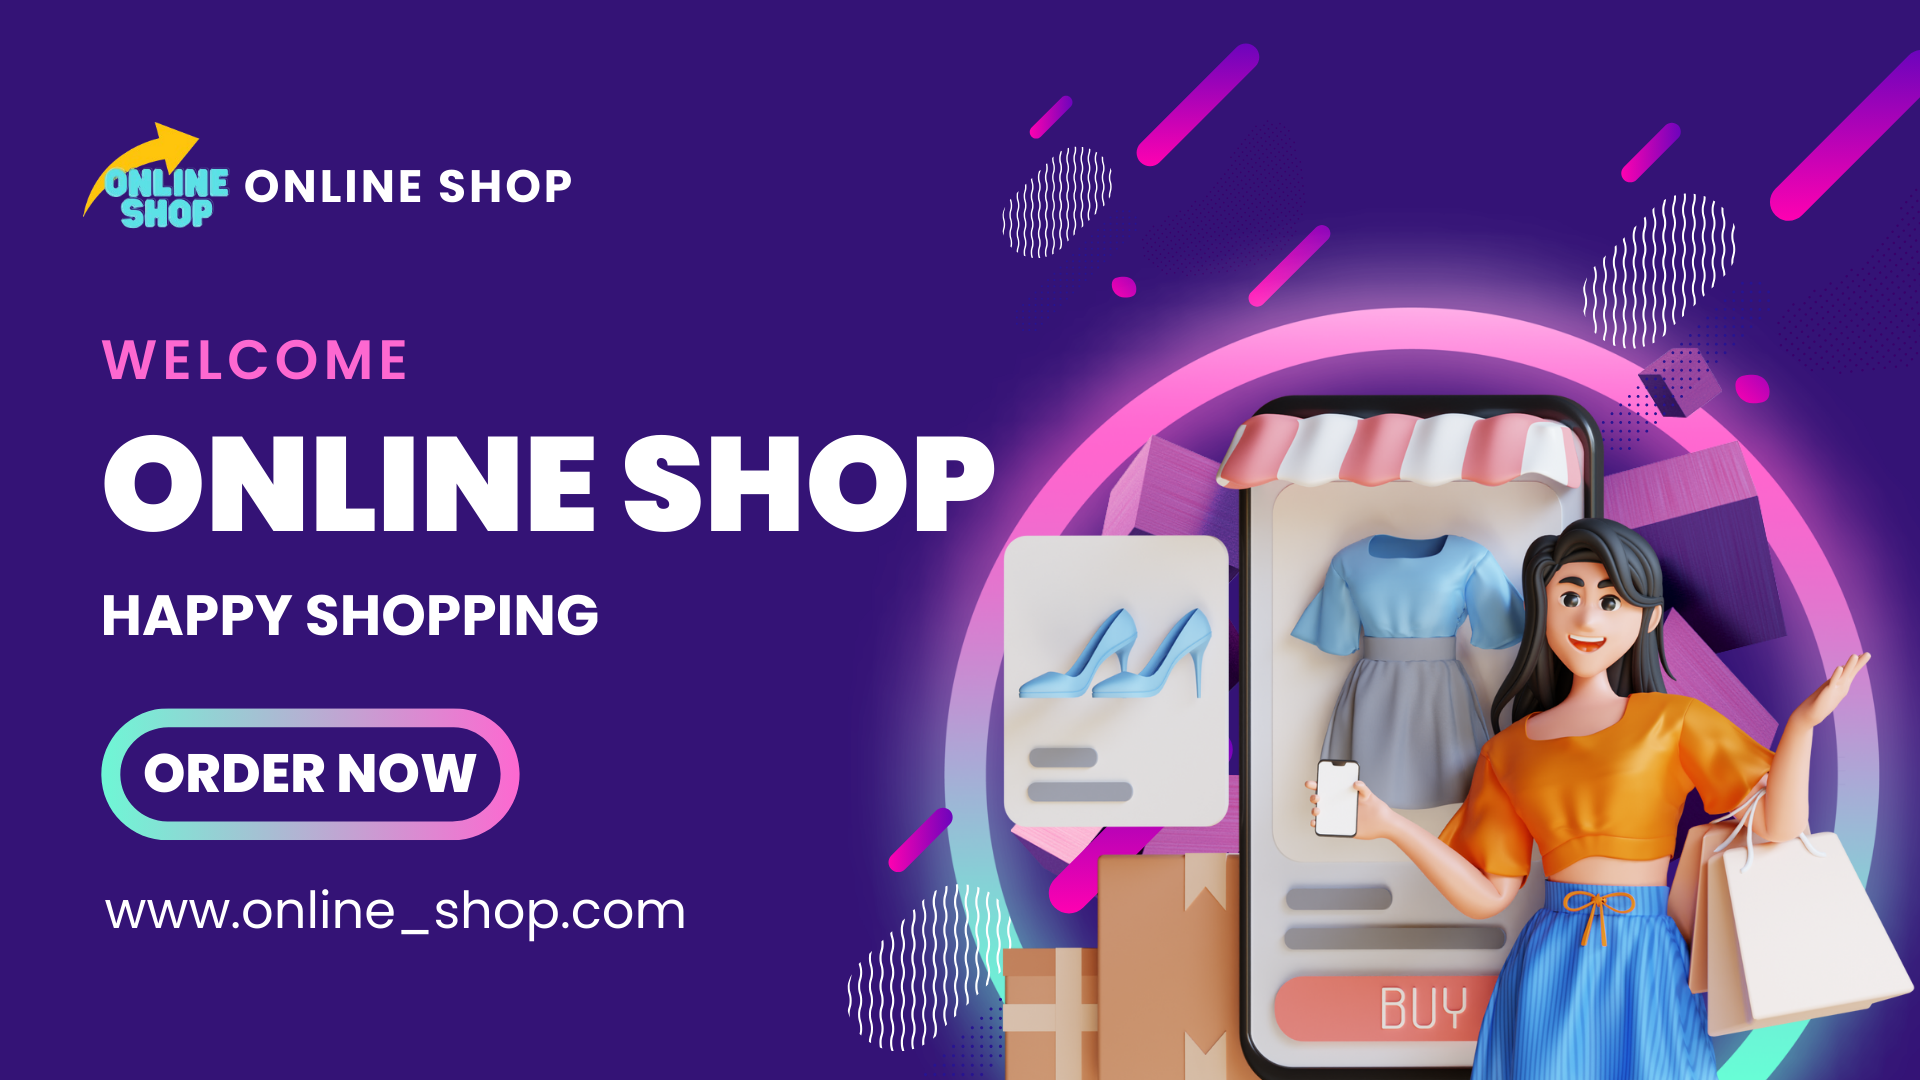 ONLINE
SHOP
ONLINE SHOP
WELCOME
ONLINE SHOP
HAPPY SHOPPING
ORDER NOW
www.online_shop.com
BUY